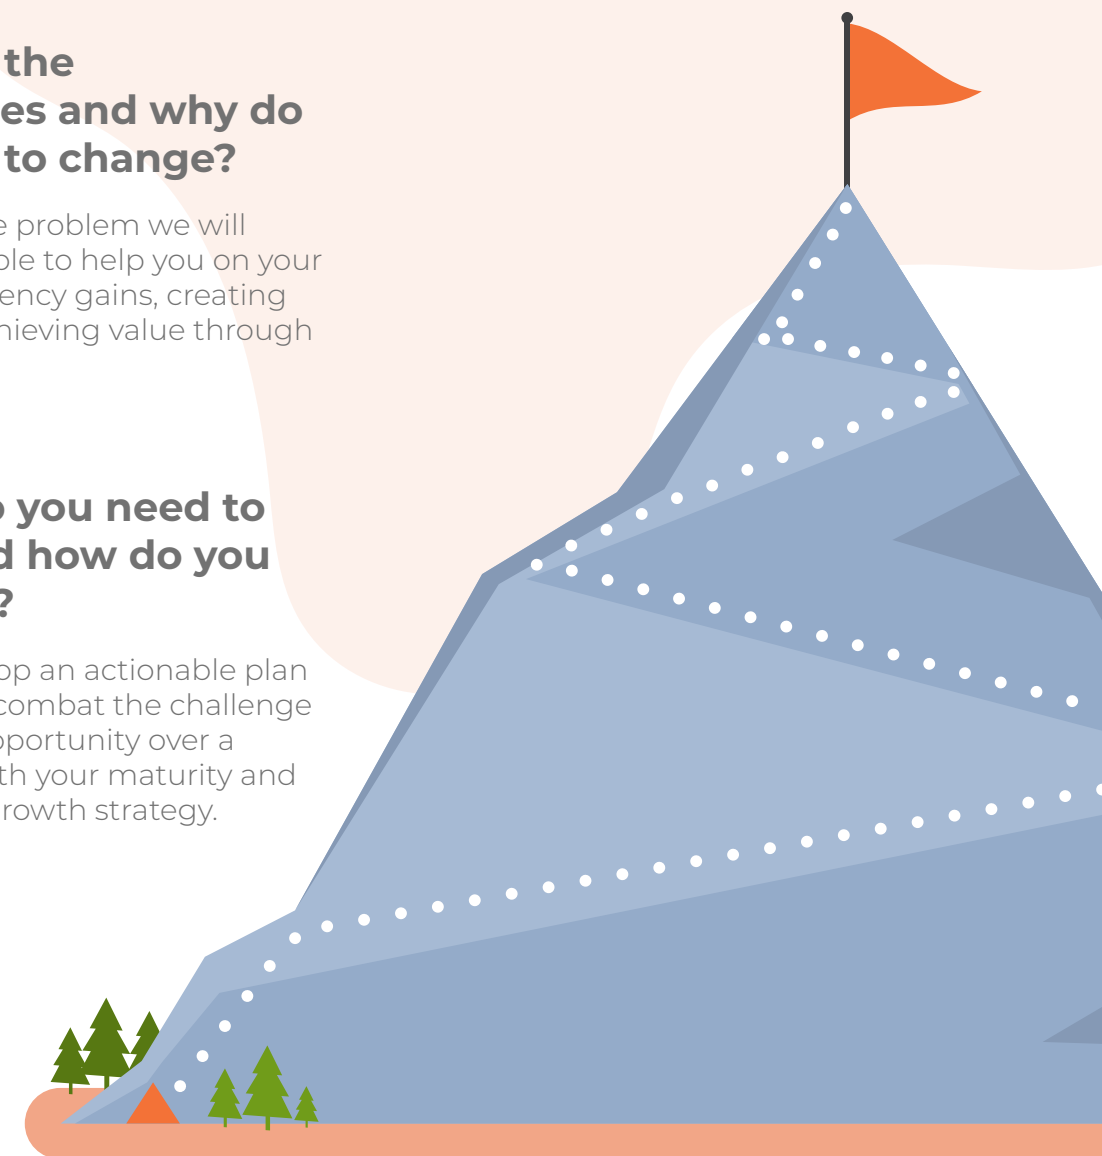 the
es and why do
to change?
e problem we will
ble to help you on your
ency gains, creating
hieving value through
o you need to
d how do you
?
op an actionable plan
combat the challenge
pportunity over a
th your maturity and
rowth strategy.